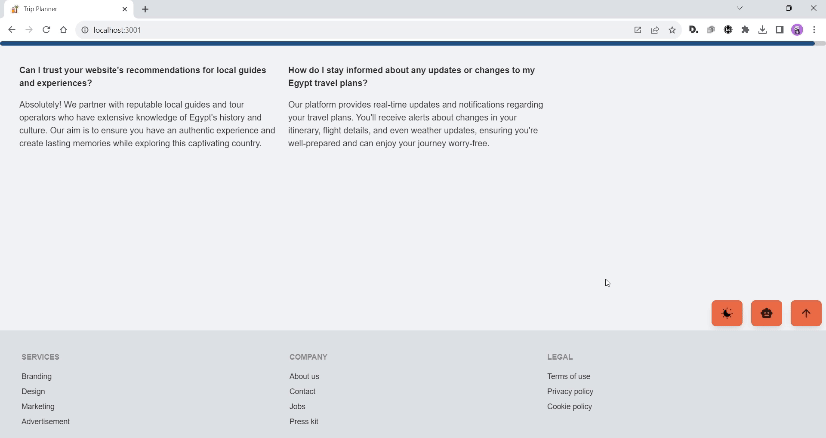 Trip Planner
localhost:3001
Can I trust your website's recommendations for local guides
and experiences?
Absolutely! We partner with reputable local guides and tour
operators who have extensive knowledge of Egypt's history and
culture. Our aim is to ensure you have an authentic experience and
create lasting memories while exploring this captivating country.
How do I stay informed about any updates or changes to my
Egypt travel plans?
Our platform provides real-time updates and notifications regarding
your travel plans. You'll receive alerts about changes in your
itinerary, flight details, and even weather updates, ensuring you're
well-prepared and can enjoy your journey worry-free.
SERVICES
Branding
Design
Marketing
Advertisement
COMPANY
About us
Contact
Jobs
Press kit
LEGAL
Terms of use
Privacy policy
Cookie policy